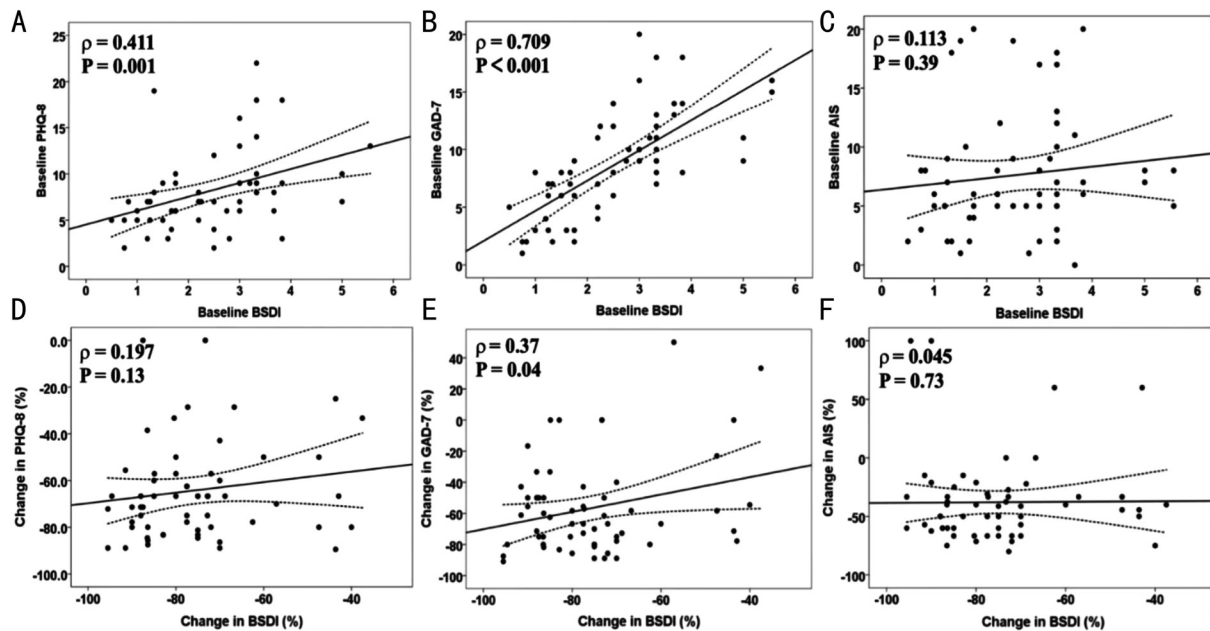 A
ρ = 0.411
P = 0.001
Baseline PHQ-8
25
20
15
10
5
0
0 1 2 3 4 5 6
Baseline BSDI
B
ρ = 0.709
P < 0.001
Baseline GAD-7
20
15
10
5
0
0 1 2 3 4 5 6
Baseline BSDI
C
ρ = 0.113
P = 0.39
Baseline AIS
20
15
10
5
0
0 1 2 3 4 5 6
Baseline BSDI
D
ρ = 0.197
P = 0.13
Change in PHQ-8 (%)
0.0
-20.0
-40.0
-60.0
-80.0
-100.0
-100 -80 -60 -40
Change in BSDI (%)
E
ρ = 0.37
P = 0.04
Change in GAD-7 (%)
40
20
0
-20
-40
-60
-80
-100
-100 -80 -60 -40
Change in BSDI (%)
F
ρ = 0.045
P = 0.73
Change in AIS (%)
100
50
0
-50
-100
-100 -80 -60 -40
Change in BSDI (%)